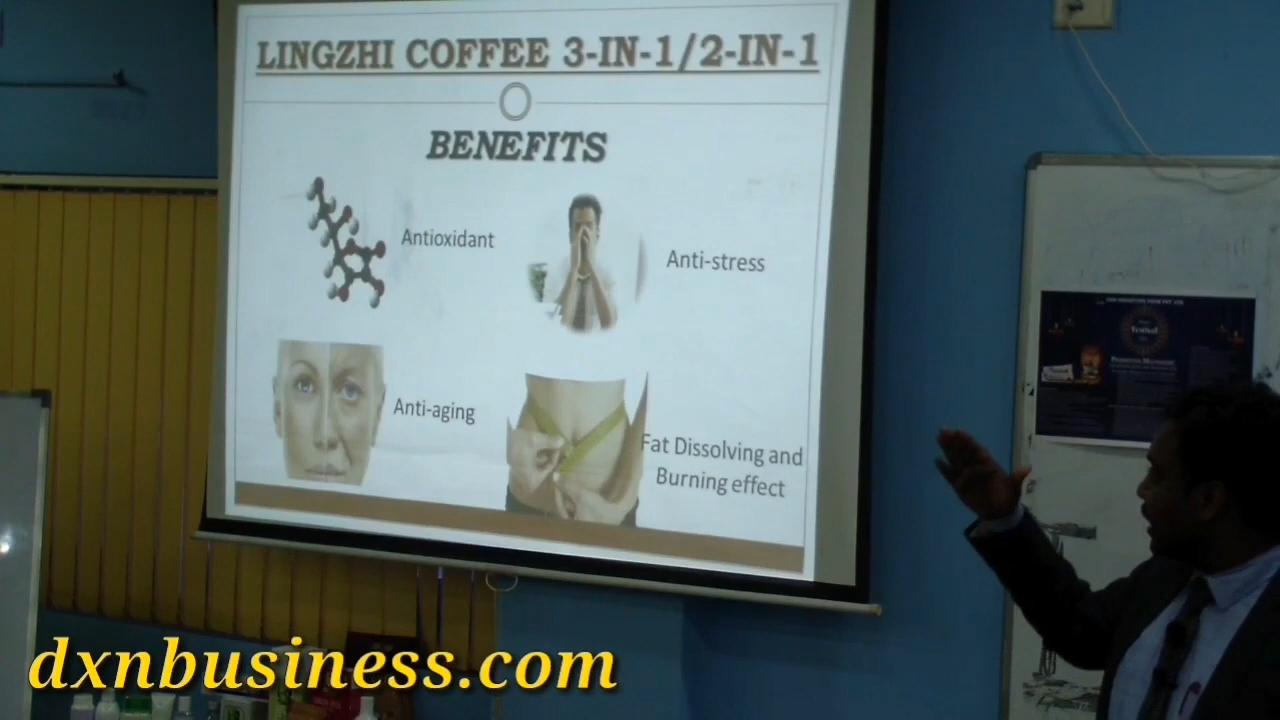 LINGZHI COFFEE 3-IN-1/2-IN-1
BENEFITS
Antioxidant
Anti-stress
Anti-aging
Fat Dissolving and
Burning effect
Festival
dxnbusiness.com